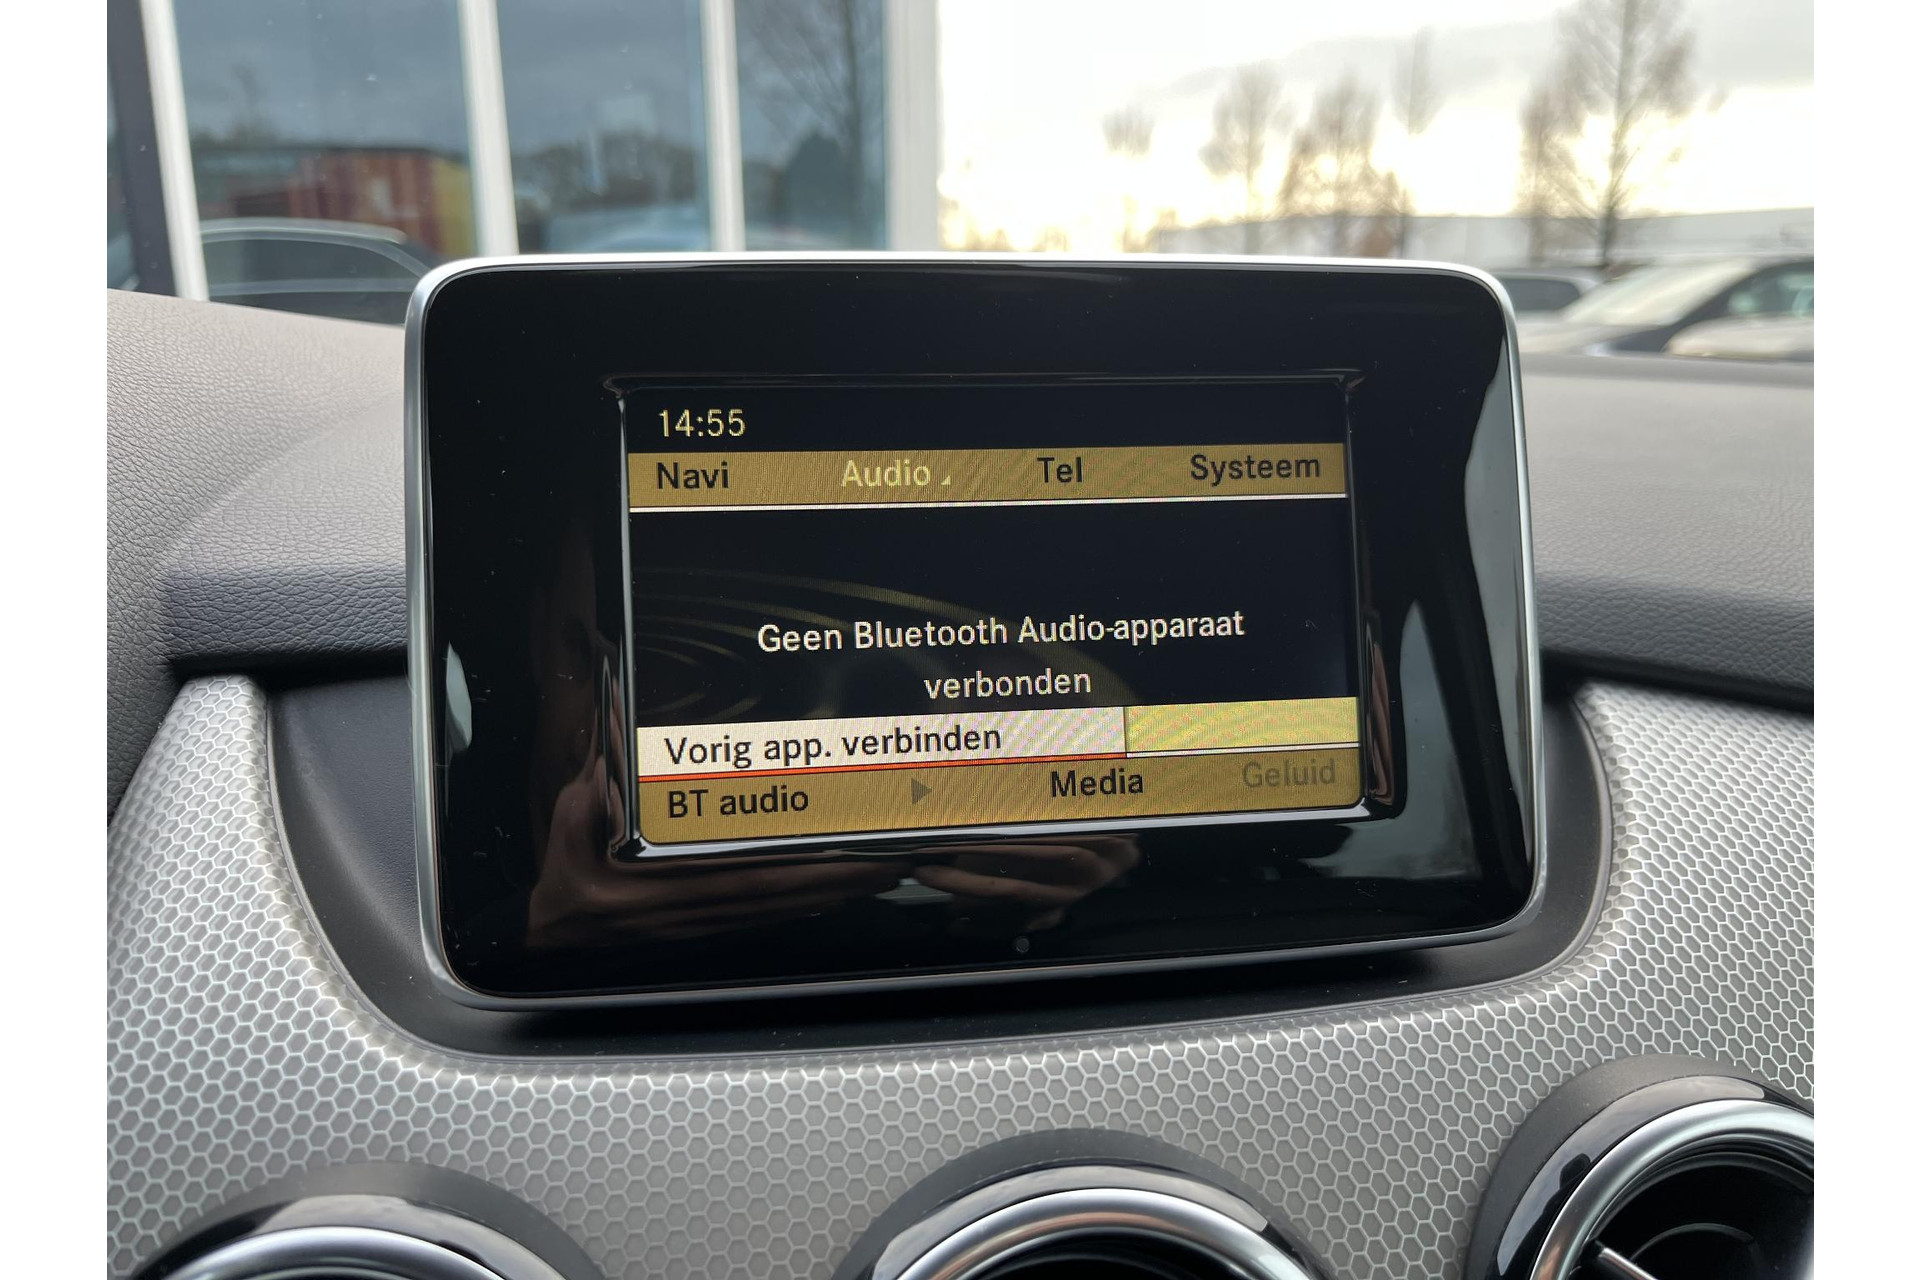 14:55
Navi Audio Tel Systeem
Geen Bluetooth Audio-apparaat
verbonden
Vorig app. verbinden
BT audio Media Geluid